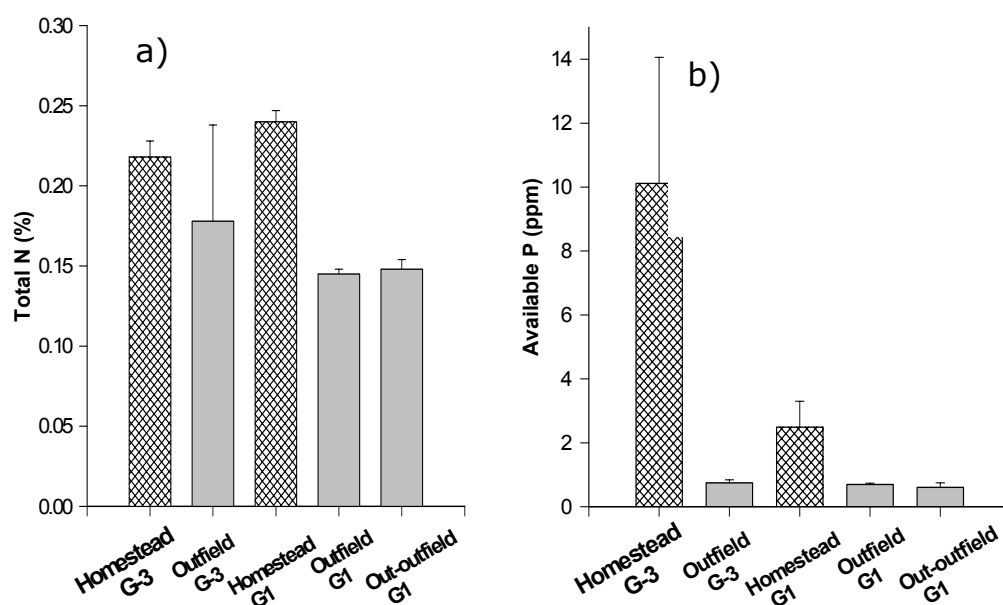 a)
0.30
0.25
0.20
0.15
0.10
0.05
0.00
Total N (%)
Homestead
G-3
Outfield
G-3
Homestead
G1
Outfield
G1
Out-outfield
G1
b)
14
12
10
8
6
4
2
0
Available P (ppm)
Homestead
G-3
Outfield
G-3
Homestead
G1
Outfield
G1
Out-outfield
G1